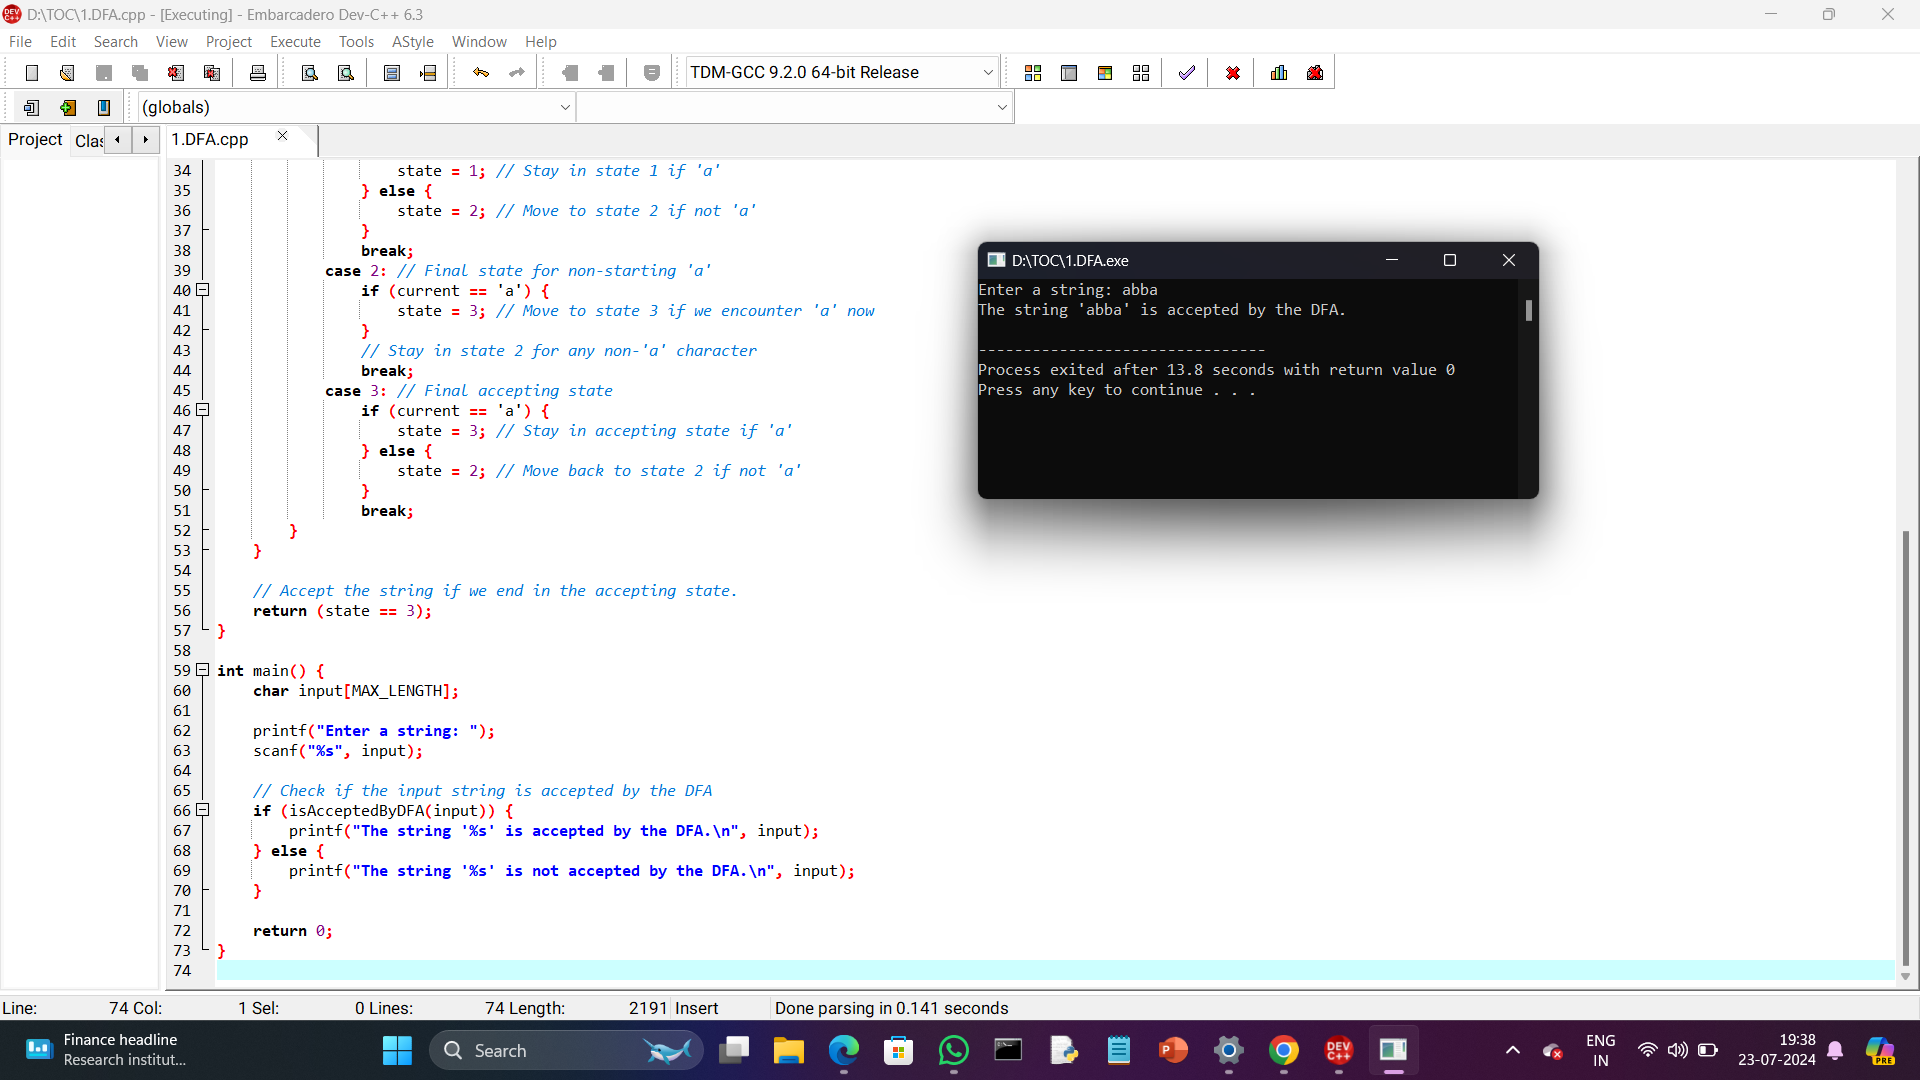 D:\TOC\1.DFA.cpp - [Executing] - Embarcadero Dev-C++ 6.3
File Edit Search View Project Execute Tools AStyle Window Help
TDM-GCC 9.2.0 64-bit Release
(globals)
Project Clas 1.DFA.cpp
34 state = 1; // Stay in state 1 if 'a'
35 } else {
36 state = 2; // Move to state 2 if not 'a'
37 }
38 break;
39 case 2: // Final state for non-starting 'a'
40 if (current == 'a') {
41 state = 3; // Move to state 3 if we encounter 'a' now
42 }
43 // Stay in state 2 for any non-'a' character
44 break;
45 case 3: // Final accepting state
46 if (current == 'a') {
47 state = 3; // Stay in accepting state if 'a'
48 } else {
49 state = 2; // Move back to state 2 if not 'a'
50 }
51 break;
52 }
53 }
54
55 // Accept the string if we end in the accepting state.
56 return (state == 3);
57 }
58
59 int main() {
60 char input[MAX_LENGTH];
61
62 printf("Enter a string: ");
63 scanf("%s", input);
64
65 // Check if the input string is accepted by the DFA
66 if (isAcceptedByDFA(input)) {
67 printf("The string '%s' is accepted by the DFA.\n", input);
68 } else {
69 printf("The string '%s' is not accepted by the DFA.\n", input);
70 }
71
72 return 0;
73 }
74
D:\TOC\1.DFA.exe
Enter a string: abba
The string 'abba' is accepted by the DFA.
--------------------------------
Process exited after 13.8 seconds with return value 0
Press any key to continue . . .
Line: 74 Col: 1 Sel: 0 Lines: 74 Length: 2191 Insert Done parsing in 0.141 seconds
Finance headline
Research institut...
Search
DEV
C++
PRE
ENG
IN
19:38
23-07-2024